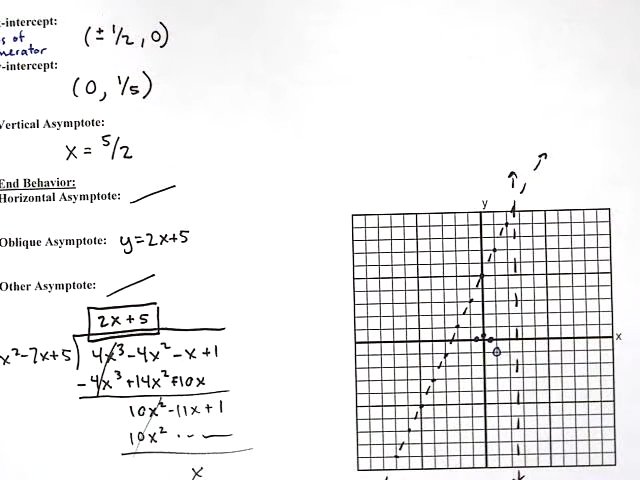 -intercept:
s of
nerator
(± 1/2, 0)
-intercept:
(0, 1/5)
Vertical Asymptote:
x = 5/2
End Behavior:
Horizontal Asymptote:
Oblique Asymptote: y=2x+5
Other Asymptote:
2x + 5
x²-7x+5) 4x³-4x²-x+1
-4x³+14x²+10x
10x²-11x+1
10x²
x
y
x